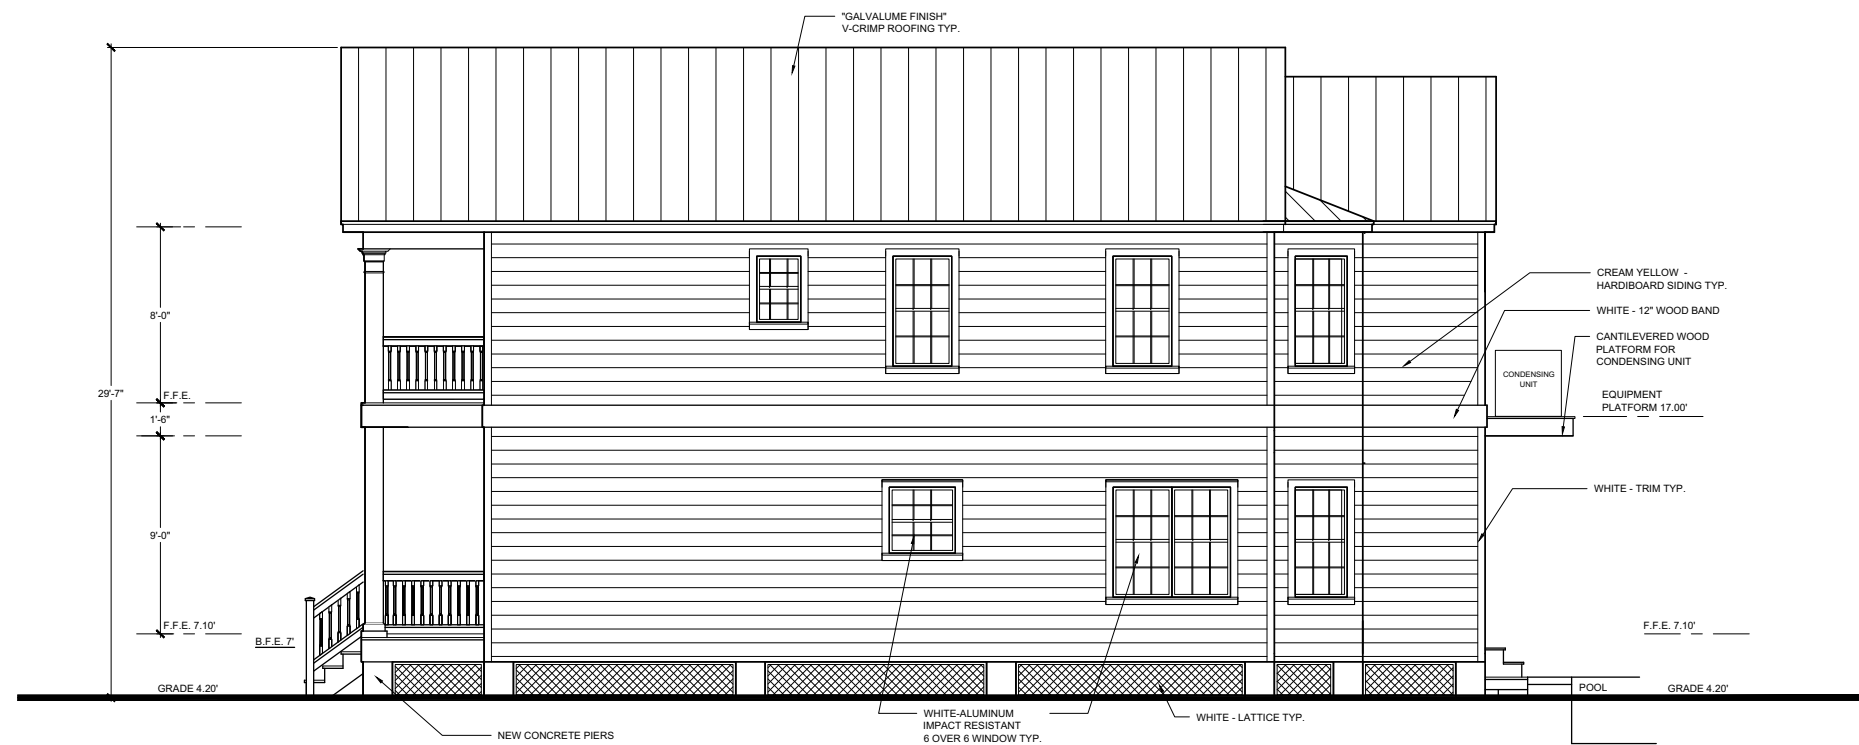 "GALVALUME FINISH"
V-CRIMP ROOFING TYP.
CREAM YELLOW -
HARDIBOARD SIDING TYP.
WHITE - 12" WOOD BAND
8'-0"
CANTILEVERED WOOD
PLATFORM FOR
CONDENSING UNIT
CONDENSING
UNIT
29'-7"
F.F.E.
EQUIPMENT
PLATFORM 17.00'
1'-6"
WHITE - TRIM TYP.
9'-0"
F.F.E. 7.10'
F.F.E. 7.10'
B.F.E. 7'
GRADE 4.20'
POOL
GRADE 4.20'
WHITE-ALUMINUM
IMPACT RESISTANT
6 OVER 6 WINDOW TYP.
WHITE - LATTICE TYP.
NEW CONCRETE PIERS